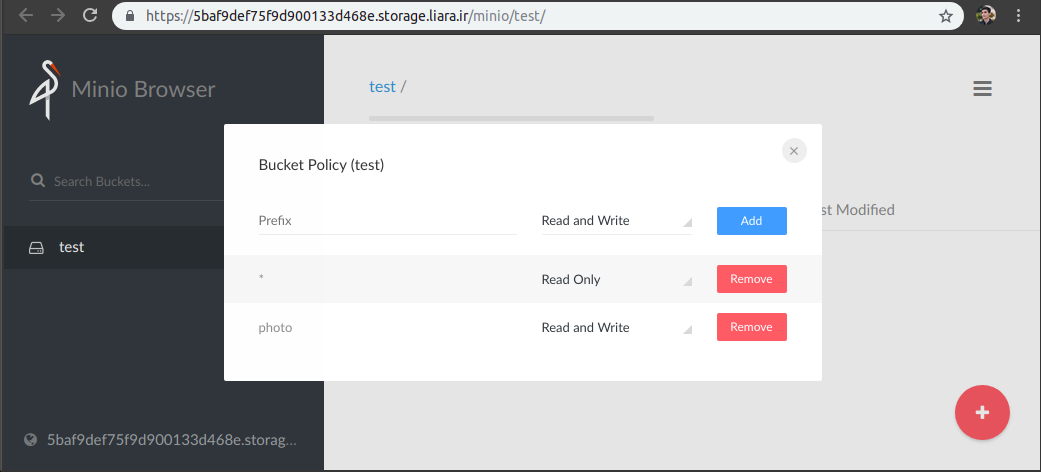 https://5baf9def75f9d900133d468e.storage.liara.ir/minio/test/
Minio Browser
test /
Bucket Policy (test)
Search Buckets...
Prefix Read and Write Add
st Modified
test
* Read Only Remove
photo Read and Write Remove
5baf9def75f9d900133d468e.storag...